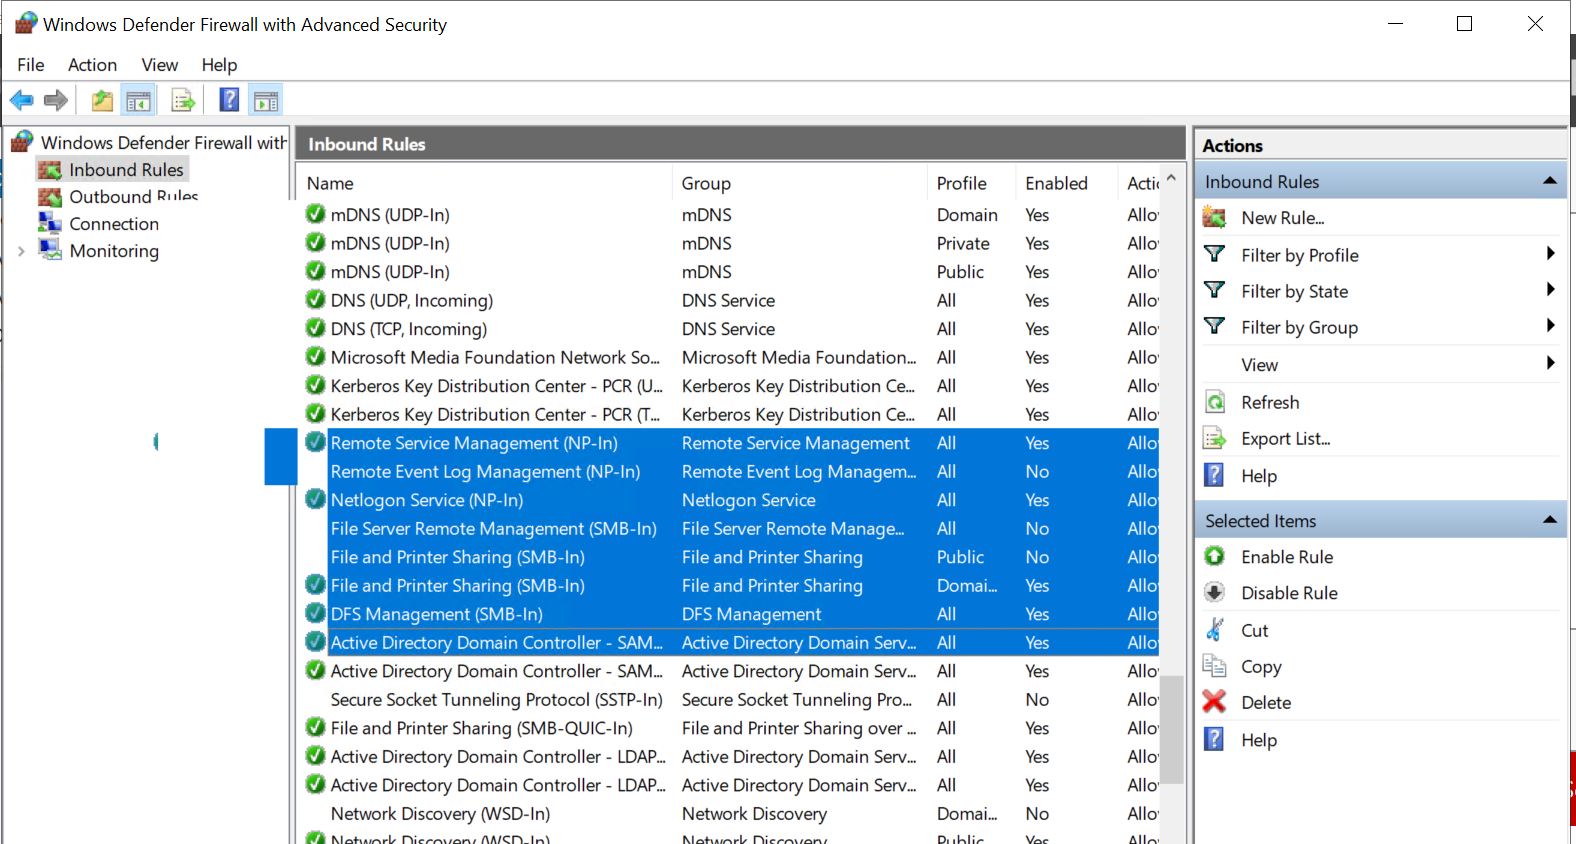 Windows Defender Firewall with Advanced Security
File Action View Help
Windows Defender Firewall with
Inbound Rules
Outbound Rules
Connection
Monitoring
Inbound Rules
Name Group Profile Enabled Actio
mDNS (UDP-In) mDNS Domain Yes Allo
mDNS (UDP-In) mDNS Private Yes Allo
mDNS (UDP-In) mDNS Public Yes Allo
DNS (UDP, Incoming) DNS Service All Yes Allo
DNS (TCP, Incoming) DNS Service All Yes Allo
Microsoft Media Foundation Network So... Microsoft Media Foundation... All Yes Allo
Kerberos Key Distribution Center - PCR (U... Kerberos Key Distribution Ce... All Yes Allo
Kerberos Key Distribution Center - PCR (T... Kerberos Key Distribution Ce... All Yes Allo
Remote Service Management (NP-In) Remote Service Management All Yes Allo
Remote Event Log Management (NP-In) Remote Event Log Managem... All No Allo
Netlogon Service (NP-In) Netlogon Service All Yes Allo
File Server Remote Management (SMB-In) File Server Remote Manage... All No Allo
File and Printer Sharing (SMB-In) File and Printer Sharing Public No Allo
File and Printer Sharing (SMB-In) File and Printer Sharing Domai... Yes Allo
DFS Management (SMB-In) DFS Management All Yes Allo
Active Directory Domain Controller - SAM... Active Directory Domain Serv... All Yes Allo
Active Directory Domain Controller - SAM... Active Directory Domain Serv... All Yes Allo
Secure Socket Tunneling Protocol (SSTP-In) Secure Socket Tunneling Pro... All No Allo
File and Printer Sharing (SMB-QUIC-In) File and Printer Sharing over ... All Yes Allo
Active Directory Domain Controller - LDAP... Active Directory Domain Serv... All Yes Allo
Active Directory Domain Controller - LDAP... Active Directory Domain Serv... All Yes Allo
Network Discovery (WSD-In) Network Discovery Domai... No Allo
Network Discovery (WSD-In) Network Discovery Public Yes Allo
Actions
Inbound Rules
New Rule...
Filter by Profile
Filter by State
Filter by Group
View
Refresh
Export List...
Help
Selected Items
Enable Rule
Disable Rule
Cut
Copy
Delete
Help